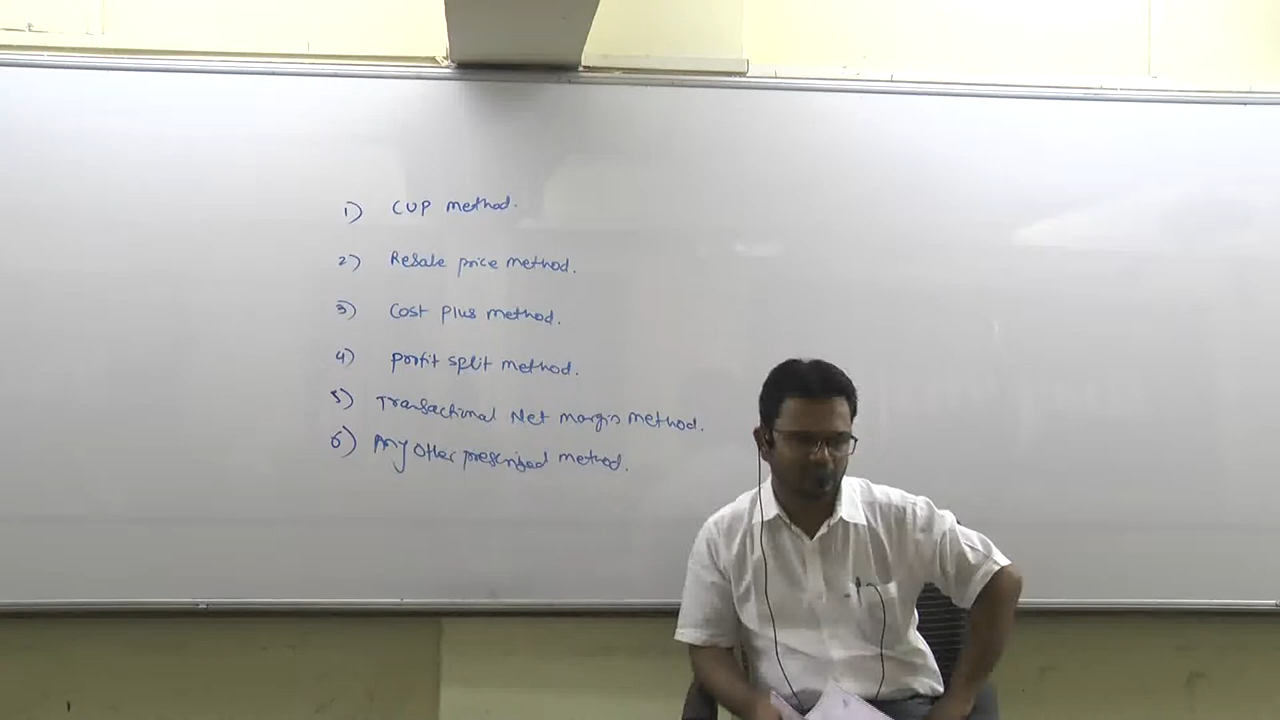 1) CUP method.
2) Resale price method.
3) Cost plus method.
4) profit split method.
5) Transactional Net margin method.
6) Any other prescribed method.